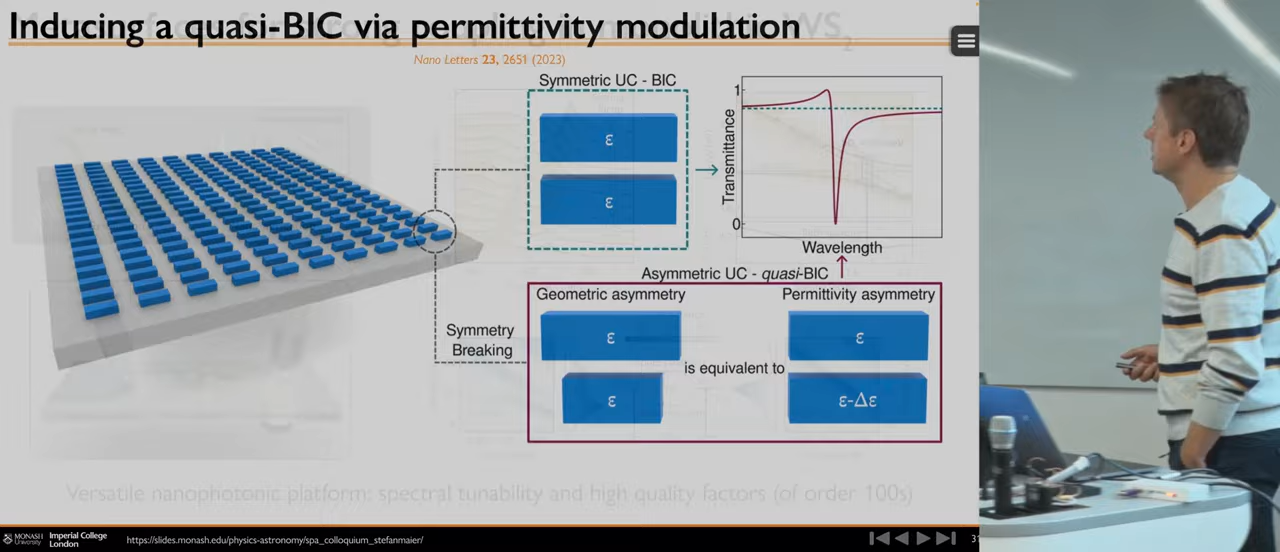 Inducing a quasi-BIC via permittivity modulation
WS₂
Nano Letters 23, 2651 (2023)
Symmetric UC - BIC
ε
ε
1
Transmittance
0
Wavelength
Asymmetric UC - quasi-BIC
Geometric asymmetry
Permittivity asymmetry
ε
ε
is equivalent to
ε
ε-Δε
Symmetry
Breaking
Versatile nanophotonic platform: spectral tunability and high quality factors (of order 100s)
MONASH
University
Imperial College
London
https://slides.monash.edu/physics-astronomy/spa_colloquium_stefanmaier/